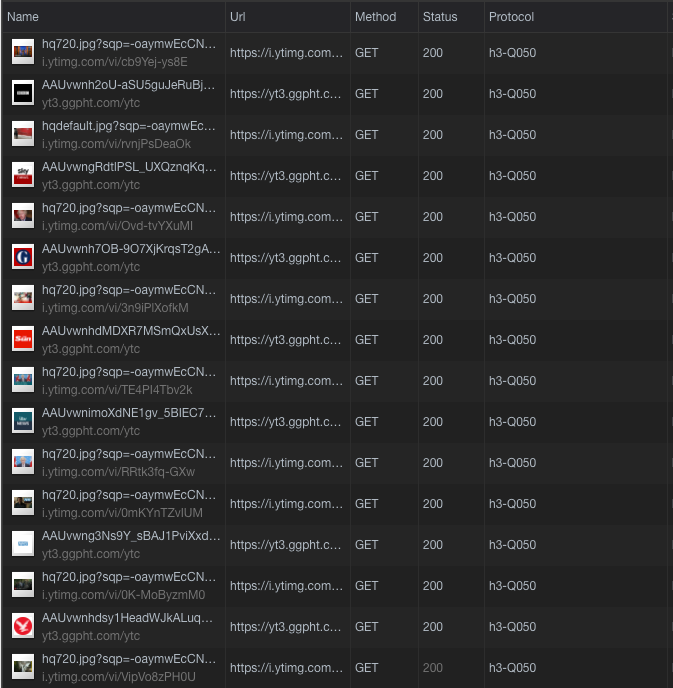 Name Url Method Status Protocol
hq720.jpg?sqp=-oaymwEcCN... https://i.ytimg.com... GET 200 h3-Q050
i.ytimg.com/vi/cb9Yej-ys8E
AAUvwnh2oU-aSU5guJeRuBj... https://yt3.ggpht.c... GET 200 h3-Q050
yt3.ggpht.com/ytc
hqdefault.jpg?sqp=-oaymwEc... https://i.ytimg.com... GET 200 h3-Q050
i.ytimg.com/vi/rvnjPsDeaOk
sky AAUvwngRdtlPSL_UXQznqKq... https://yt3.ggpht.c... GET 200 h3-Q050
yt3.ggpht.com/ytc
hq720.jpg?sqp=-oaymwEcCN... https://i.ytimg.com... GET 200 h3-Q050
i.ytimg.com/vi/Ovd-tvYXuMI
G AAUvwnh7OB-9O7XjKrqsT2gA... https://yt3.ggpht.c... GET 200 h3-Q050
yt3.ggpht.com/ytc
hq720.jpg?sqp=-oaymwEcCN... https://i.ytimg.com... GET 200 h3-Q050
i.ytimg.com/vi/3n9iPlXofkM
Sun AAUvwnhdMDXR7MSmQxUsX... https://yt3.ggpht.c... GET 200 h3-Q050
yt3.ggpht.com/ytc
hq720.jpg?sqp=-oaymwEcCN... https://i.ytimg.com... GET 200 h3-Q050
i.ytimg.com/vi/TE4PI4Tbv2k
AAUvwnimoXdNE1gv_5BIEC7... https://yt3.ggpht.c... GET 200 h3-Q050
yt3.ggpht.com/ytc
hq720.jpg?sqp=-oaymwEcCN... https://i.ytimg.com... GET 200 h3-Q050
i.ytimg.com/vi/RRtk3fq-GXw
hq720.jpg?sqp=-oaymwEcCN... https://i.ytimg.com... GET 200 h3-Q050
i.ytimg.com/vi/0mKYnTZvIUM
AAUvwng3Ns9Y_sBAJ1PviXxd... https://yt3.ggpht.c... GET 200 h3-Q050
yt3.ggpht.com/ytc
hq720.jpg?sqp=-oaymwEcCN... https://i.ytimg.com... GET 200 h3-Q050
i.ytimg.com/vi/0K-MoByzmM0
AAUvwnhdsy1HeadWJkALuq... https://yt3.ggpht.c... GET 200 h3-Q050
yt3.ggpht.com/ytc
hq720.jpg?sqp=-oaymwEcCN... https://i.ytimg.com... GET 200 h3-Q050
i.ytimg.com/vi/VipVo8zPH0U